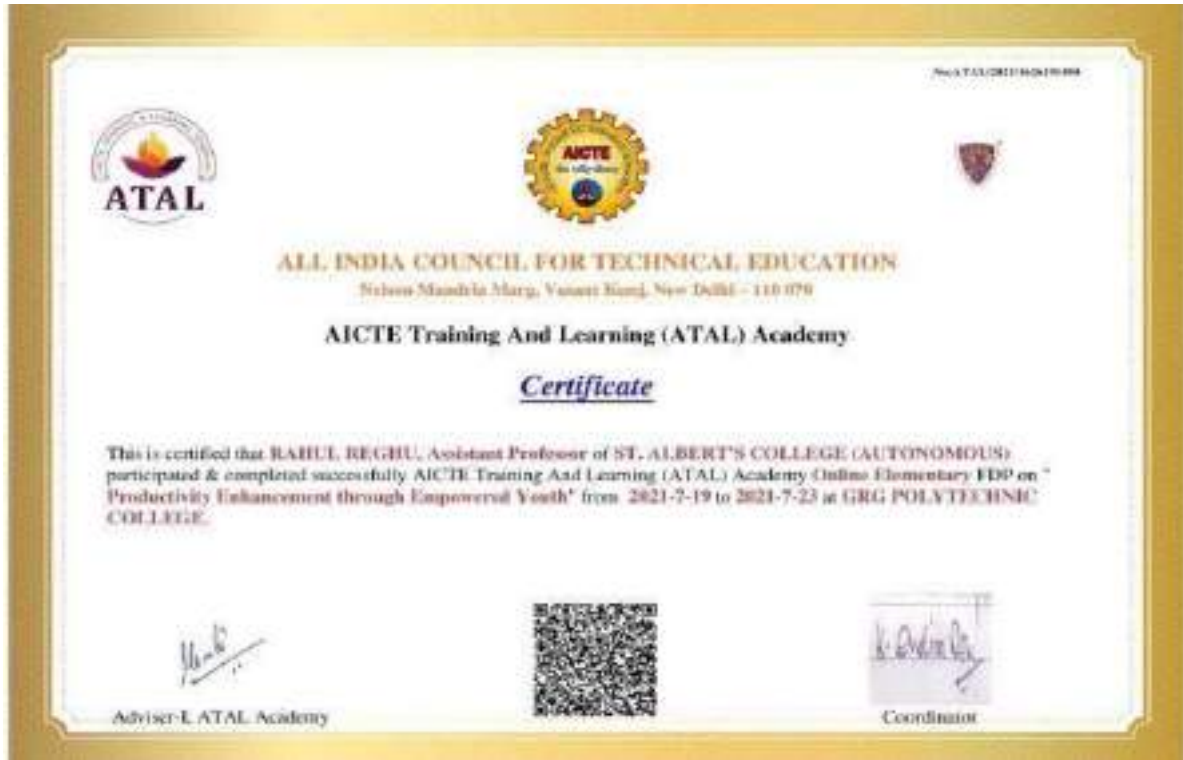 ATAL
AICTE
ALL INDIA COUNCIL FOR TECHNICAL EDUCATION
Nelson Mandela Marg, Vasant Kunj, New Delhi - 110 070
AICTE Training And Learning (ATAL) Academy
Certificate
This is certified that RAHUL REGHU, Assistant Professor of ST. ALBERT'S COLLEGE (AUTONOMOUS)
participated & completed successfully AICTE Training And Learning (ATAL) Academy Online Elementary FDP on "
Productivity Enhancement through Empowered Youth" from 2021-7-19 to 2021-7-23 at GRG POLYTECHNIC
COLLEGE.
Adviser-I, ATAL Academy
Coordinator